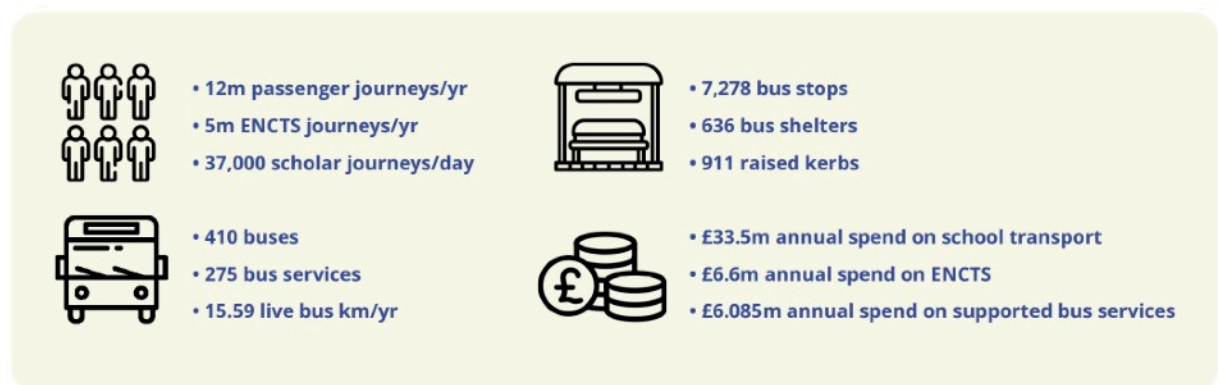 • 12m passenger journeys/yr
• 5m ENCTS journeys/yr
• 37,000 scholar journeys/day
• 7,278 bus stops
• 636 bus shelters
• 911 raised kerbs
• 410 buses
• 275 bus services
• 15.59 live bus km/yr
£
• £33.5m annual spend on school transport
• £6.6m annual spend on ENCTS
• £6.085m annual spend on supported bus services